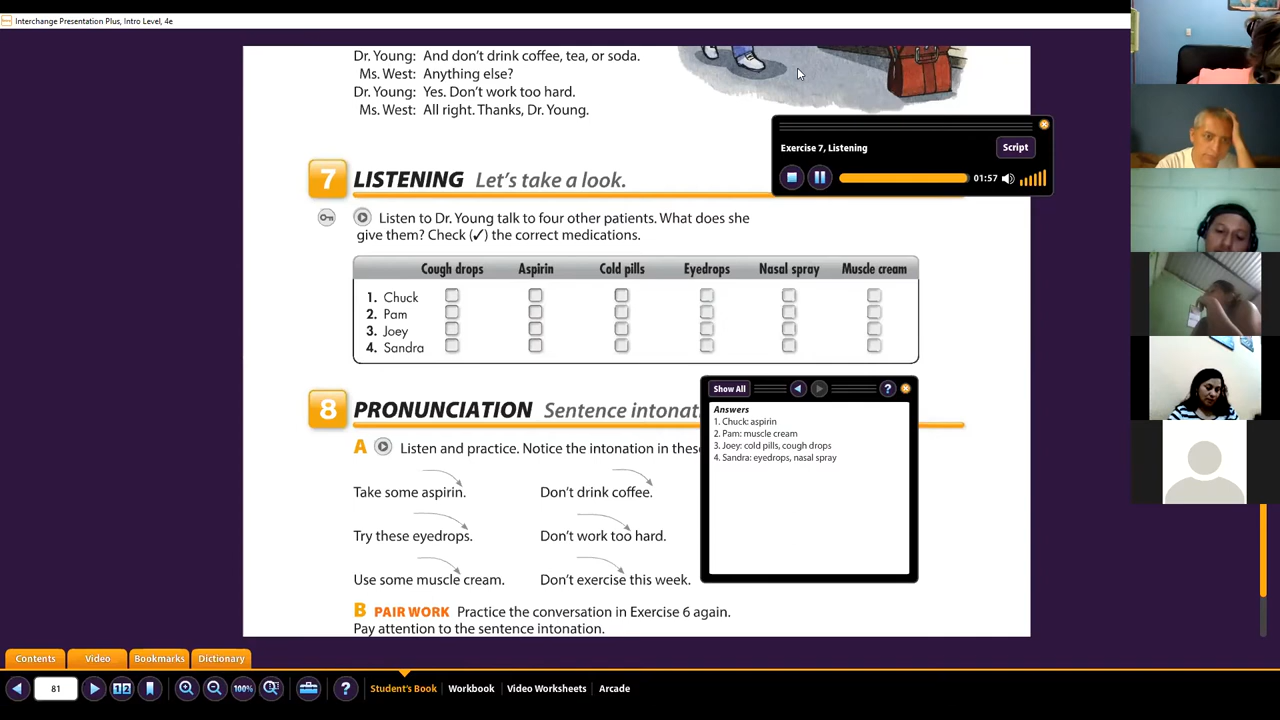 Interchange Presentation Plus, Intro Level, 4e
Dr. Young: And don't drink coffee, tea, or soda.
Ms. West: Anything else?
Dr. Young: Yes. Don't work too hard.
Ms. West: All right. Thanks, Dr. Young.
Exercise 7, Listening
Script
01:57
7 LISTENING Let's take a look.
Listen to Dr. Young talk to four other patients. What does she
give them? Check (✓) the correct medications.
Cough drops Aspirin Cold pills Eyedrops Nasal spray Muscle cream
1. Chuck
2. Pam
3. Joey
4. Sandra
8 PRONUNCIATION Sentence intonat
A Listen and practice. Notice the intonation in these
Take some aspirin. Don't drink coffee.
Try these eyedrops. Don't work too hard.
Use some muscle cream. Don't exercise this week.
B PAIR WORK Practice the conversation in Exercise 6 again.
Pay attention to the sentence intonation.
Show All ?
Answers
1. Chuck: aspirin
2. Pam: muscle cream
3. Joey: cold pills, cough drops
4. Sandra: eyedrops, nasal spray
Contents Video Bookmarks Dictionary
81 1 2 100% ? Student's Book Workbook Video Worksheets Arcade